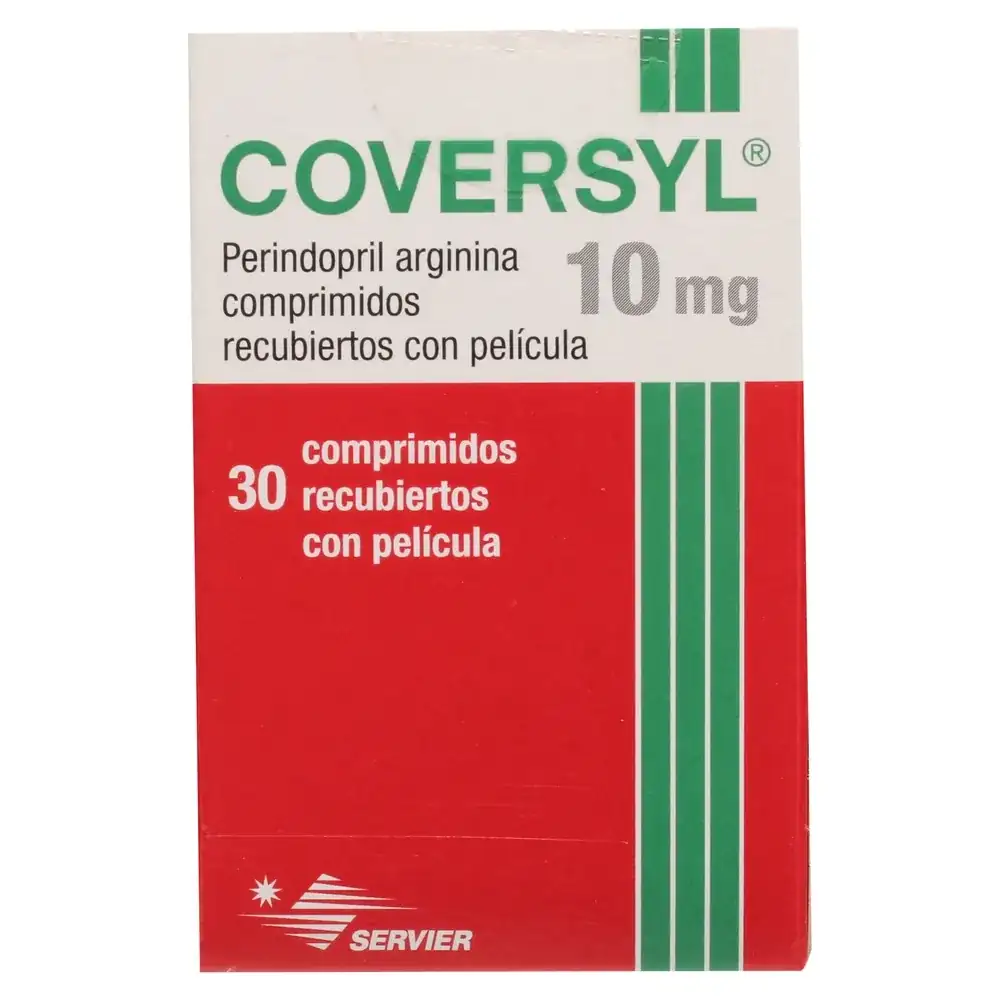 COVERSYL®
Perindopril arginina
comprimidos
recubiertos con película
10 mg
30 comprimidos
recubiertos
con película
SERVIER